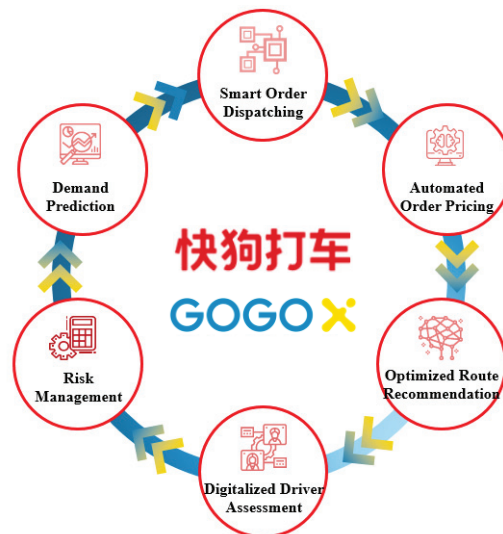 Smart Order
Dispatching
Demand
Prediction
Automated
Order Pricing
快狗打车
GOGOX
Risk
Management
Optimized Route
Recommendation
Digitalized Driver
Assessment